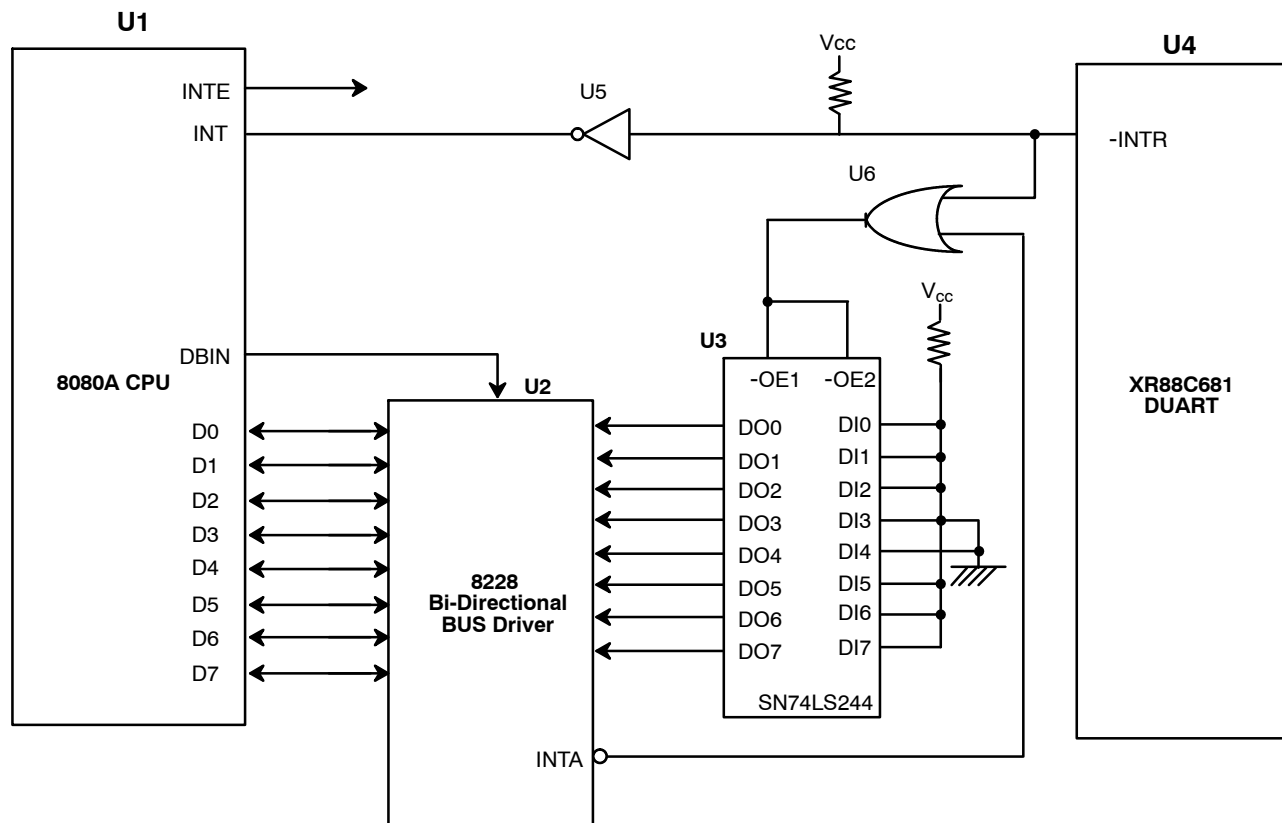 U1
U4
Vcc
INTE
U5
INT
-INTR
U6
Vcc
U3
DBIN
8080A CPU
U2
-OE1
-OE2
XR88C681
DUART
D0
D1
D2
D3
D4
D5
D6
D7
8228
Bi-Directional
BUS Driver
DO0
DO1
DO2
DO3
DO4
DO5
DO6
DO7
DI0
DI1
DI2
DI3
DI4
DI5
DI6
DI7
SN74LS244
INTA